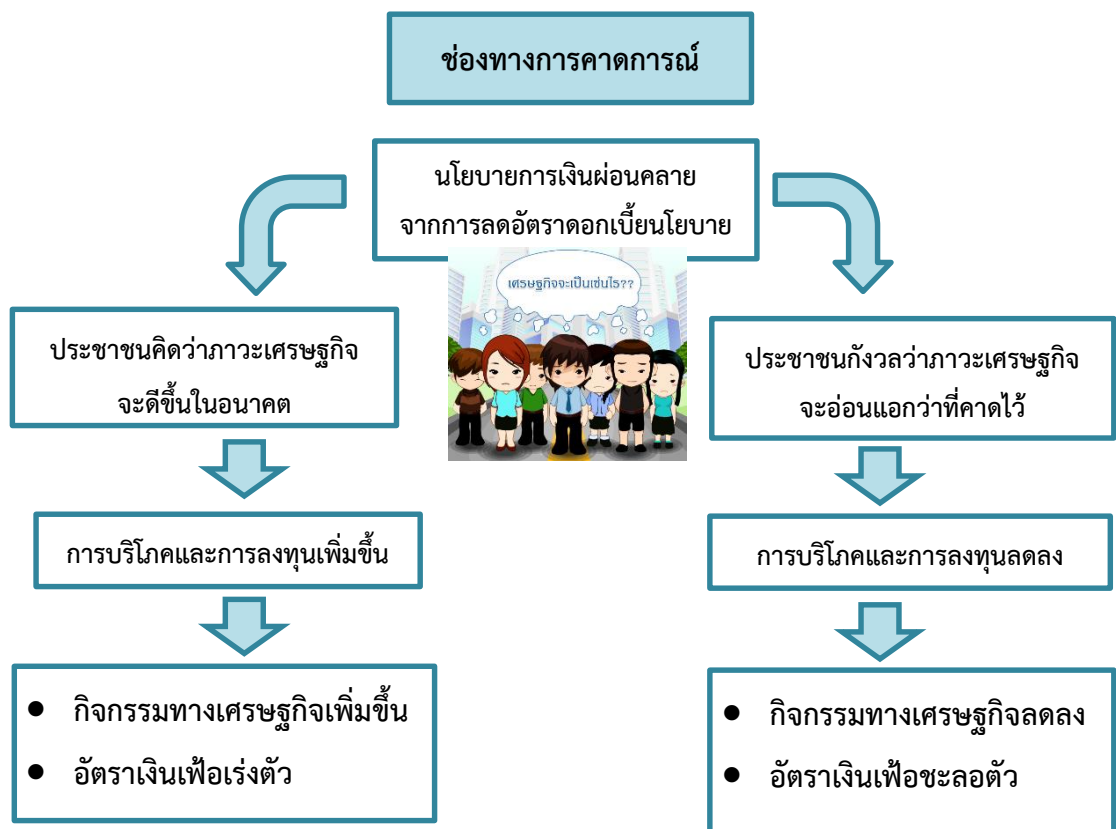 ช่องทางการคาดการณ์
นโยบายการเงินผ่อนคลาย
จากการลดอัตราดอกเบี้ยนโยบาย
เศรษฐกิจจะเป็นเช่นไร??
ประชาชนคิดว่าภาวะเศรษฐกิจ
จะดีขึ้นในอนาคต
ประชาชนกังวลว่าภาวะเศรษฐกิจ
จะอ่อนแอกว่าที่คาดไว้
การบริโภคและการลงทุนเพิ่มขึ้น
การบริโภคและการลงทุนลดลง
● กิจกรรมทางเศรษฐกิจเพิ่มขึ้น
● อัตราเงินเฟ้อเร่งตัว
● กิจกรรมทางเศรษฐกิจลดลง
● อัตราเงินเฟ้อชะลอตัว